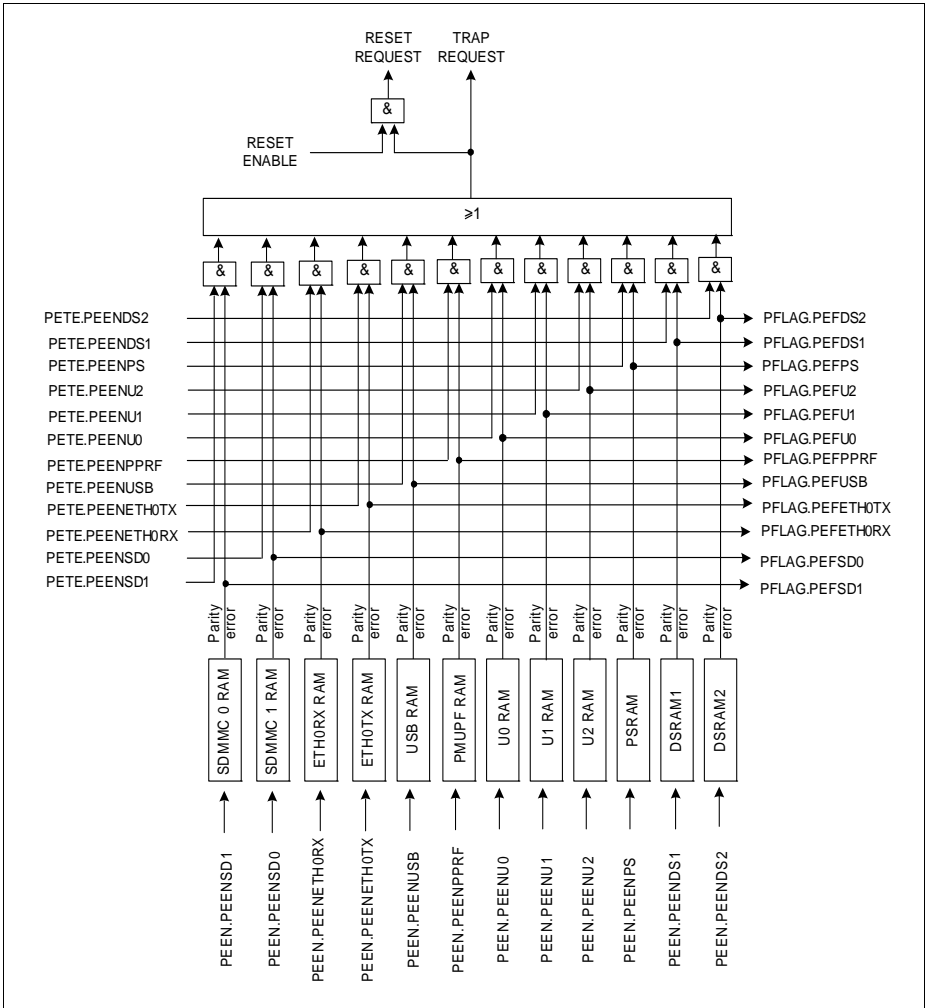 RESET
REQUEST
TRAP
REQUEST
&
RESET
ENABLE
≥1
& & & & & & & & & & & &
PETE.PEENDS2
PFLAG.PEFDS2
PETE.PEENDS1
PFLAG.PEFDS1
PETE.PEENPS
PFLAG.PEFPS
PETE.PEENU2
PFLAG.PEFU2
PETE.PEENU1
PFLAG.PEFU1
PETE.PEENU0
PFLAG.PEFU0
PETE.PEENPPRF
PFLAG.PEFPPRF
PETE.PEENUSB
PFLAG.PEFUSB
PETE.PEENETH0TX
PFLAG.PEFETH0TX
PETE.PEENETH0RX
PFLAG.PEFETH0RX
PETE.PEENSD0
PFLAG.PEFSD0
PETE.PEENSD1
PFLAG.PEFSD1
Parity
error
Parity
error
Parity
error
Parity
error
Parity
error
Parity
error
Parity
error
Parity
error
Parity
error
Parity
error
Parity
error
Parity
error
SDMMC 0 RAM
SDMMC 1 RAM
ETH0RX RAM
ETH0TX RAM
USB RAM
PMUPF RAM
U0 RAM
U1 RAM
U2 RAM
PSRAM
DSRAM1
DSRAM2
PEEN.PEENSD1
PEEN.PEENSD0
PEEN.PEENETH0RX
PEEN.PEENETH0TX
PEEN.PEENUSB
PEEN.PEENPPRF
PEEN.PEENU0
PEEN.PEENU1
PEEN.PEENU2
PEEN.PEENPS
PEEN.PEENDS1
PEEN.PEENDS2